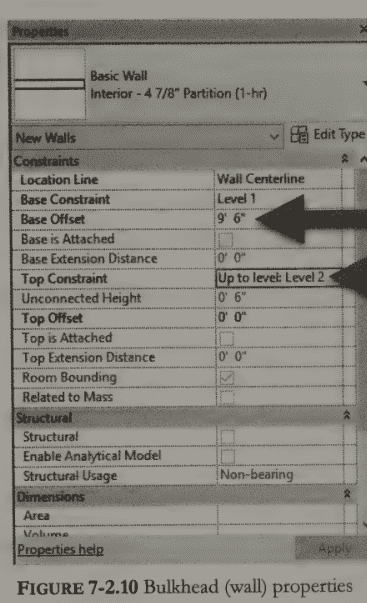 Properties
Basic Wall
Interior - 4 7/8" Partition (1-hr)
New Walls Edit Type
Constraints
Location Line Wall Centerline
Base Constraint Level 1
Base Offset 9' 6"
Base is Attached
Base Extension Distance 0' 0"
Top Constraint Up to level: Level 2
Unconnected Height 0' 6"
Top Offset 0' 0"
Top is Attached
Top Extension Distance 0' 0"
Room Bounding
Related to Mass
Structural
Structural
Enable Analytical Model
Structural Usage Non-bearing
Dimensions
Area
Volume
Properties help Apply
FIGURE 7-2.10 Bulkhead (wall) properties